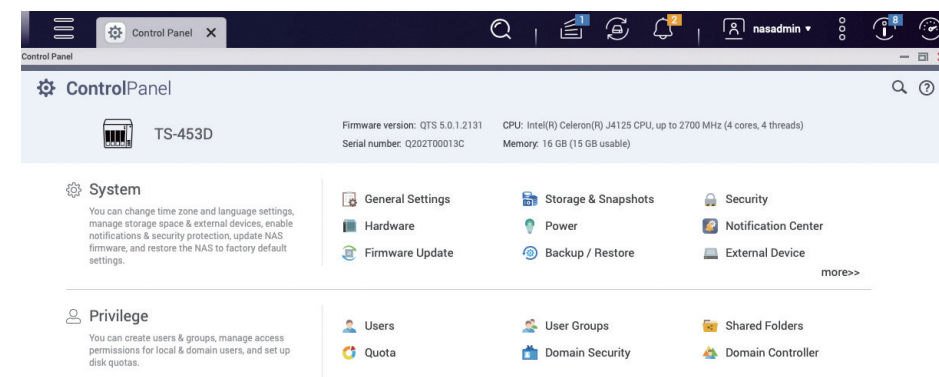 Control Panel
1
2
nasadmin
8
Control Panel
ControlPanel
TS-453D
Firmware version: QTS 5.0.1.2131
CPU: Intel(R) Celeron(R) J4125 CPU, up to 2700 MHz (4 cores, 4 threads)
Serial number: Q202T00013C
Memory: 16 GB (15 GB usable)
System
You can change time zone and language settings,
manage storage space & external devices, enable
notifications & security protection, update NAS
firmware, and restore the NAS to factory default
settings.
General Settings
Storage & Snapshots
Security
Hardware
Power
Notification Center
Firmware Update
Backup / Restore
External Device
more>>
Privilege
You can create users & groups, manage access
permissions for local & domain users, and set up
disk quotas.
Users
User Groups
Shared Folders
Quota
Domain Security
Domain Controller